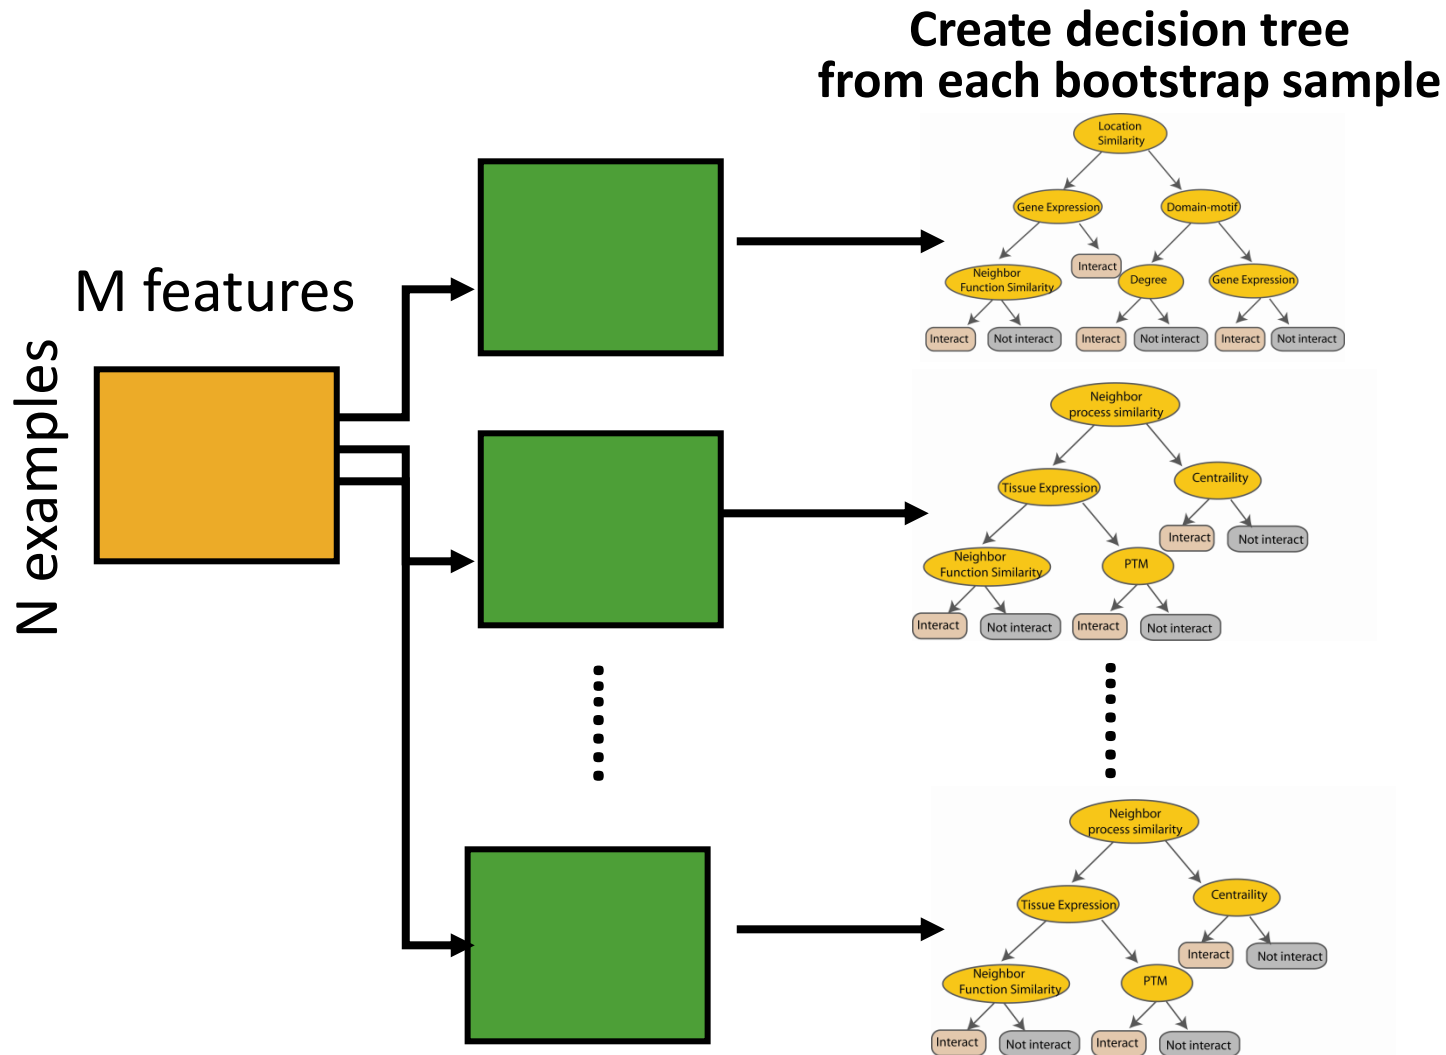 Create decision tree
from each bootstrap sample
M features
N examples
Location
Similarity
Gene Expression
Domain-motif
Interact
Neighbor
Function Similarity
Degree
Gene Expression
Interact
Not interact
Interact
Not interact
Interact
Not interact
Neighbor
process similarity
Tissue Expression
Centraility
Interact
Not interact
Neighbor
Function Similarity
PTM
Interact
Not interact
Interact
Not interact
Neighbor
process similarity
Tissue Expression
Centraility
Interact
Not interact
Neighbor
Function Similarity
PTM
Interact
Not interact
Interact
Not interact